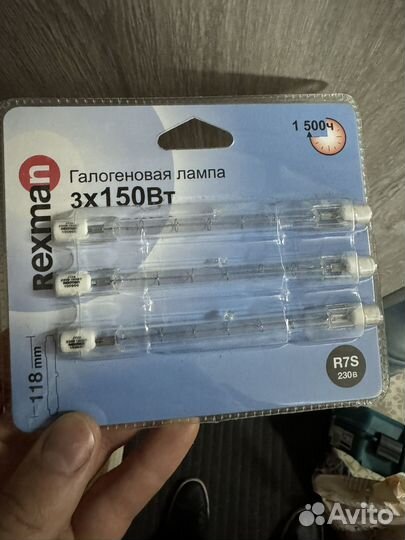 1 500ч
Rexman
Галогеновая лампа
3x150Вт
118 mm
R7S
230В
Avito